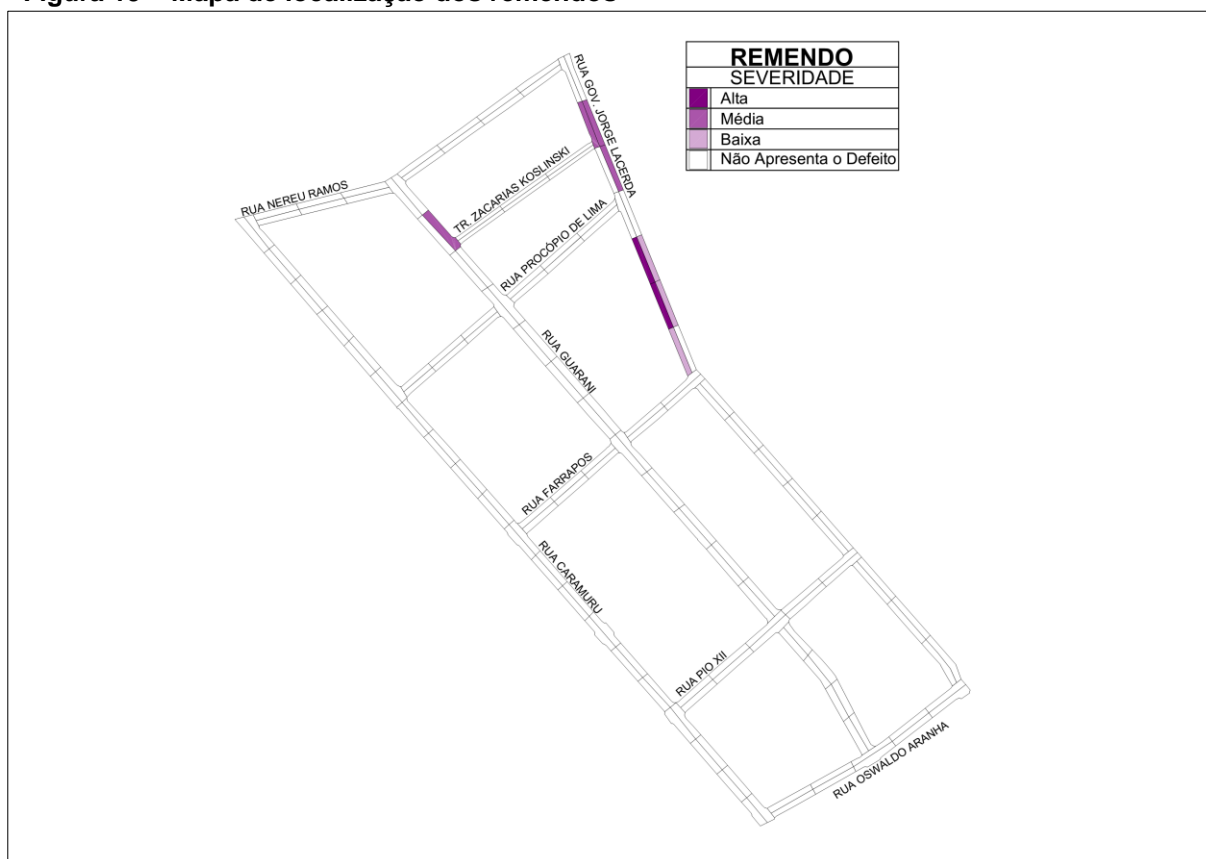 REMENDO
SEVERIDADE
Alta
Média
Baixa
Não Apresenta o Defeito
RUA GOV. JORGE LACERDA
TR. ZACARIAS KOSLINSKI
RUA NEREU RAMOS
RUA PROCÓPIO DE LIMA
RUA GUARANI
RUA FARRAPOS
RUA CARAMURU
RUA PIO XII
RUA OSWALDO ARANHA